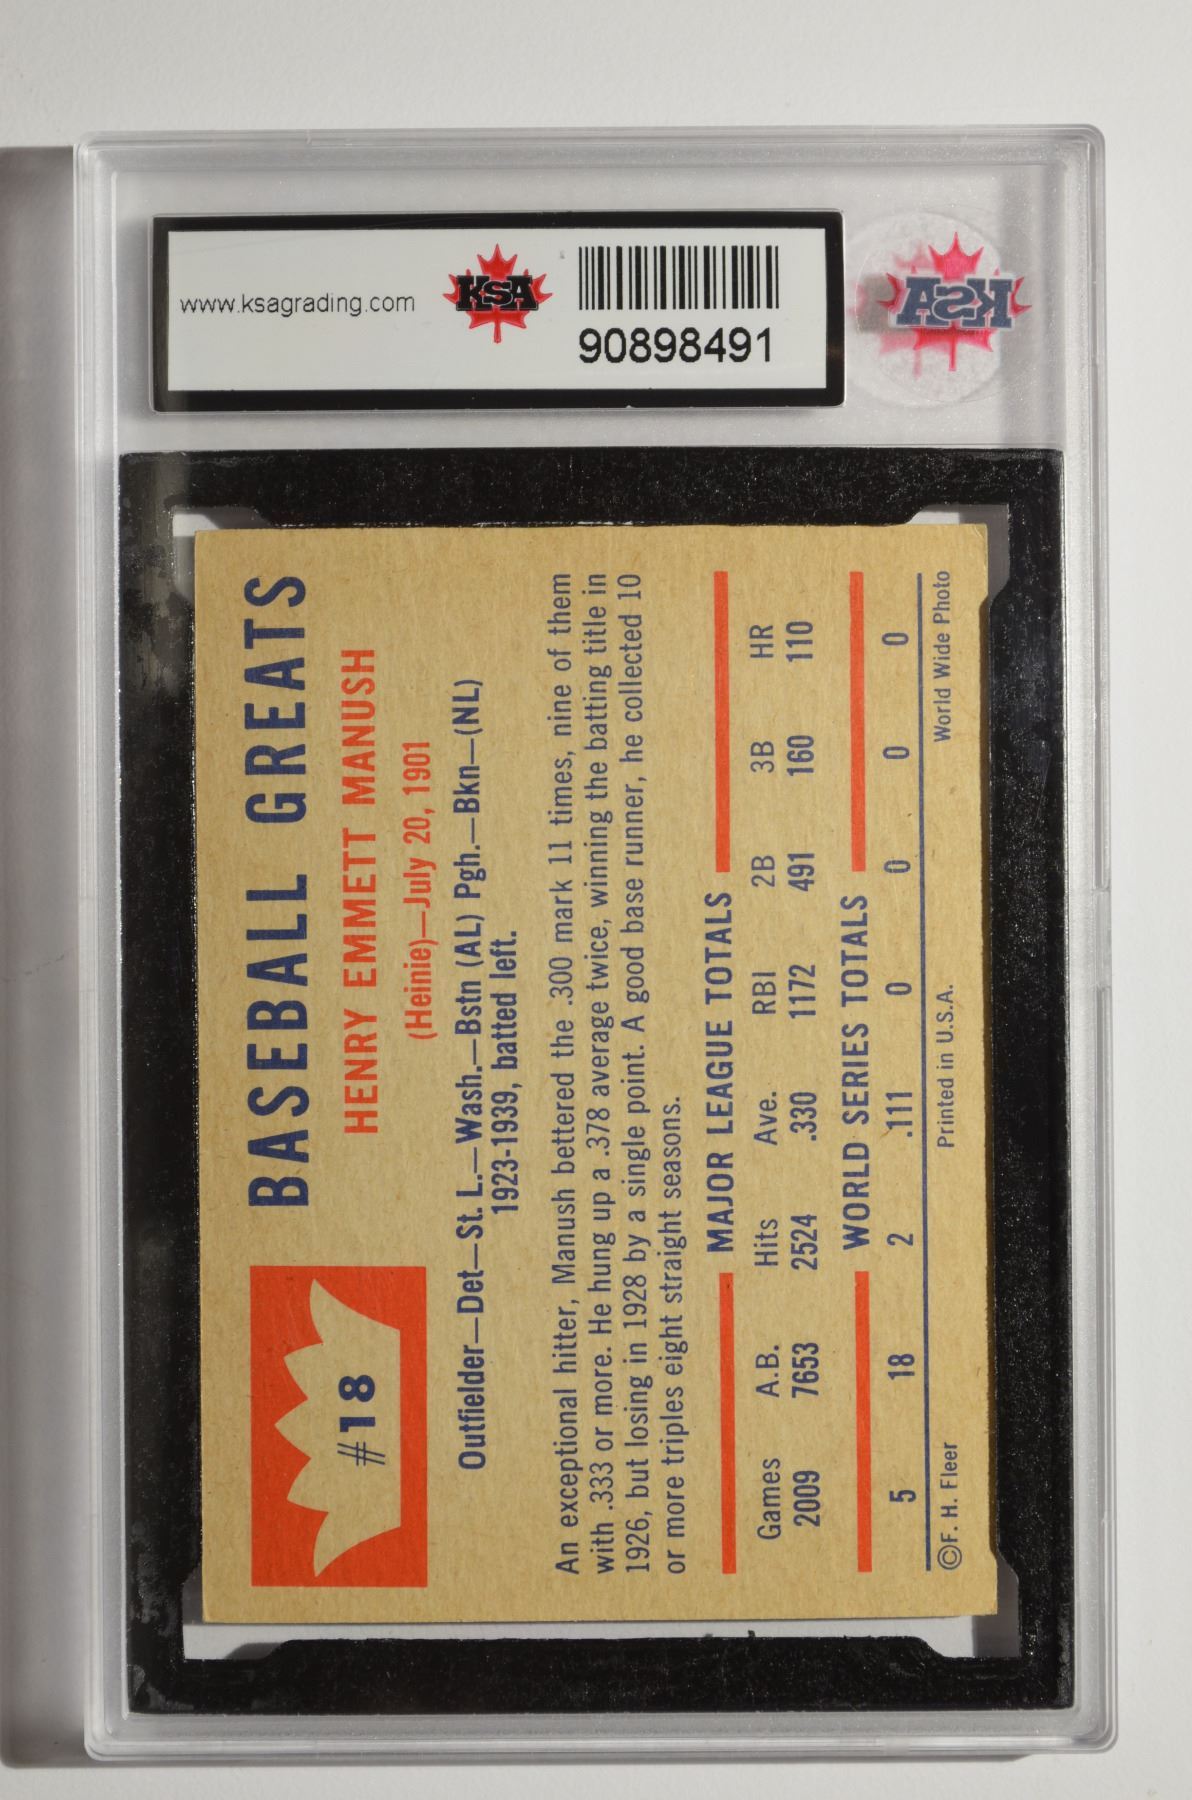 www.ksagrading.com
KSA
90898491
KSA
#18
BASEBALL GREATS
HENRY EMMETT MANUSH
(Heinie)—July 20, 1901
Outfielder—Det—St. L.—Wash.—Bstn (AL) Pgh.—Bkn—(NL)
1923-1939, batted left.
An exceptional hitter, Manush bettered the .300 mark 11 times, nine of them
with .333 or more. He hung up a .378 average twice, winning the batting title in
1926, but losing in 1928 by a single point. A good base runner, he collected 10
or more triples eight straight seasons.
MAJOR LEAGUE TOTALS
Games A.B. Hits Ave. RBI 2B 3B HR
2009 7653 2524 .330 1172 491 160 110
WORLD SERIES TOTALS
5 18 2 .111 0 0 0 0
©F. H. Fleer Printed in U.S.A. World Wide Photo